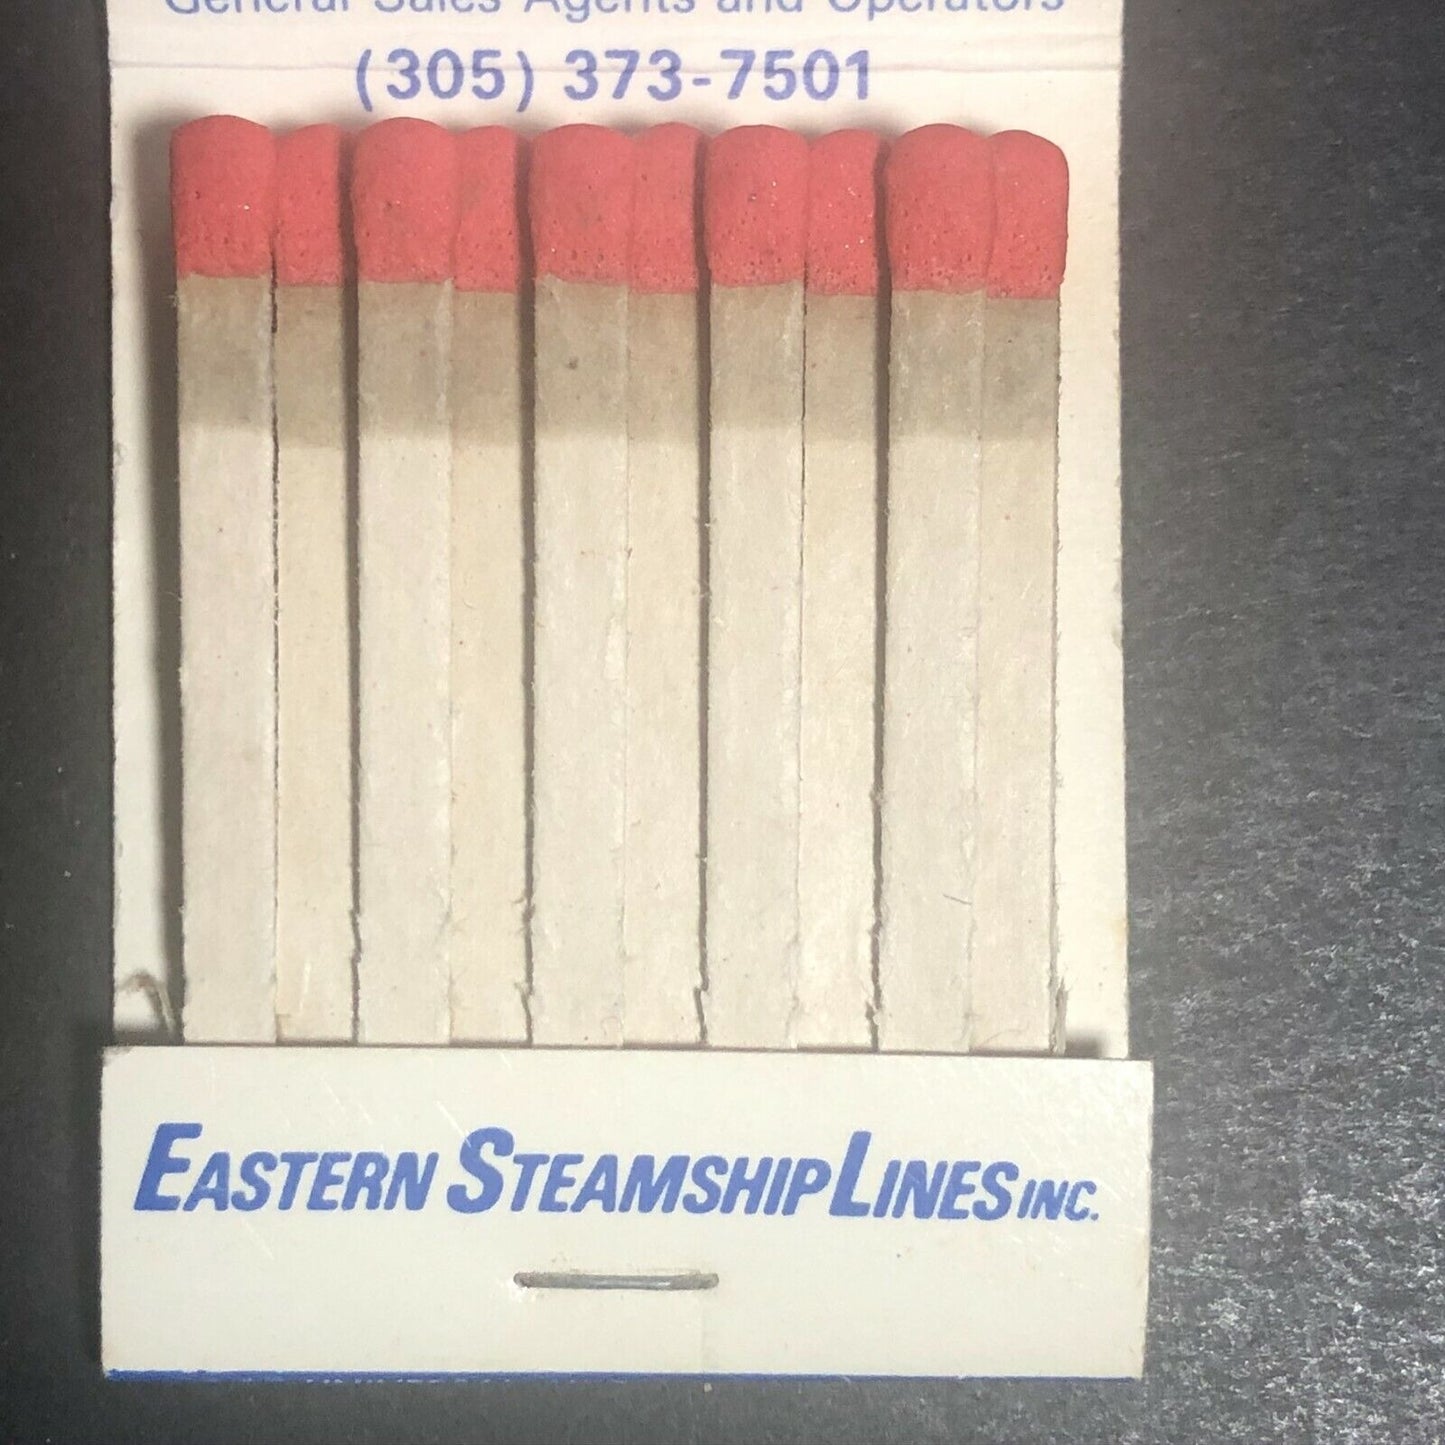 General Sales Agents and Operators
(305) 373-7501
EASTERN STEAMSHIP LINES INC.